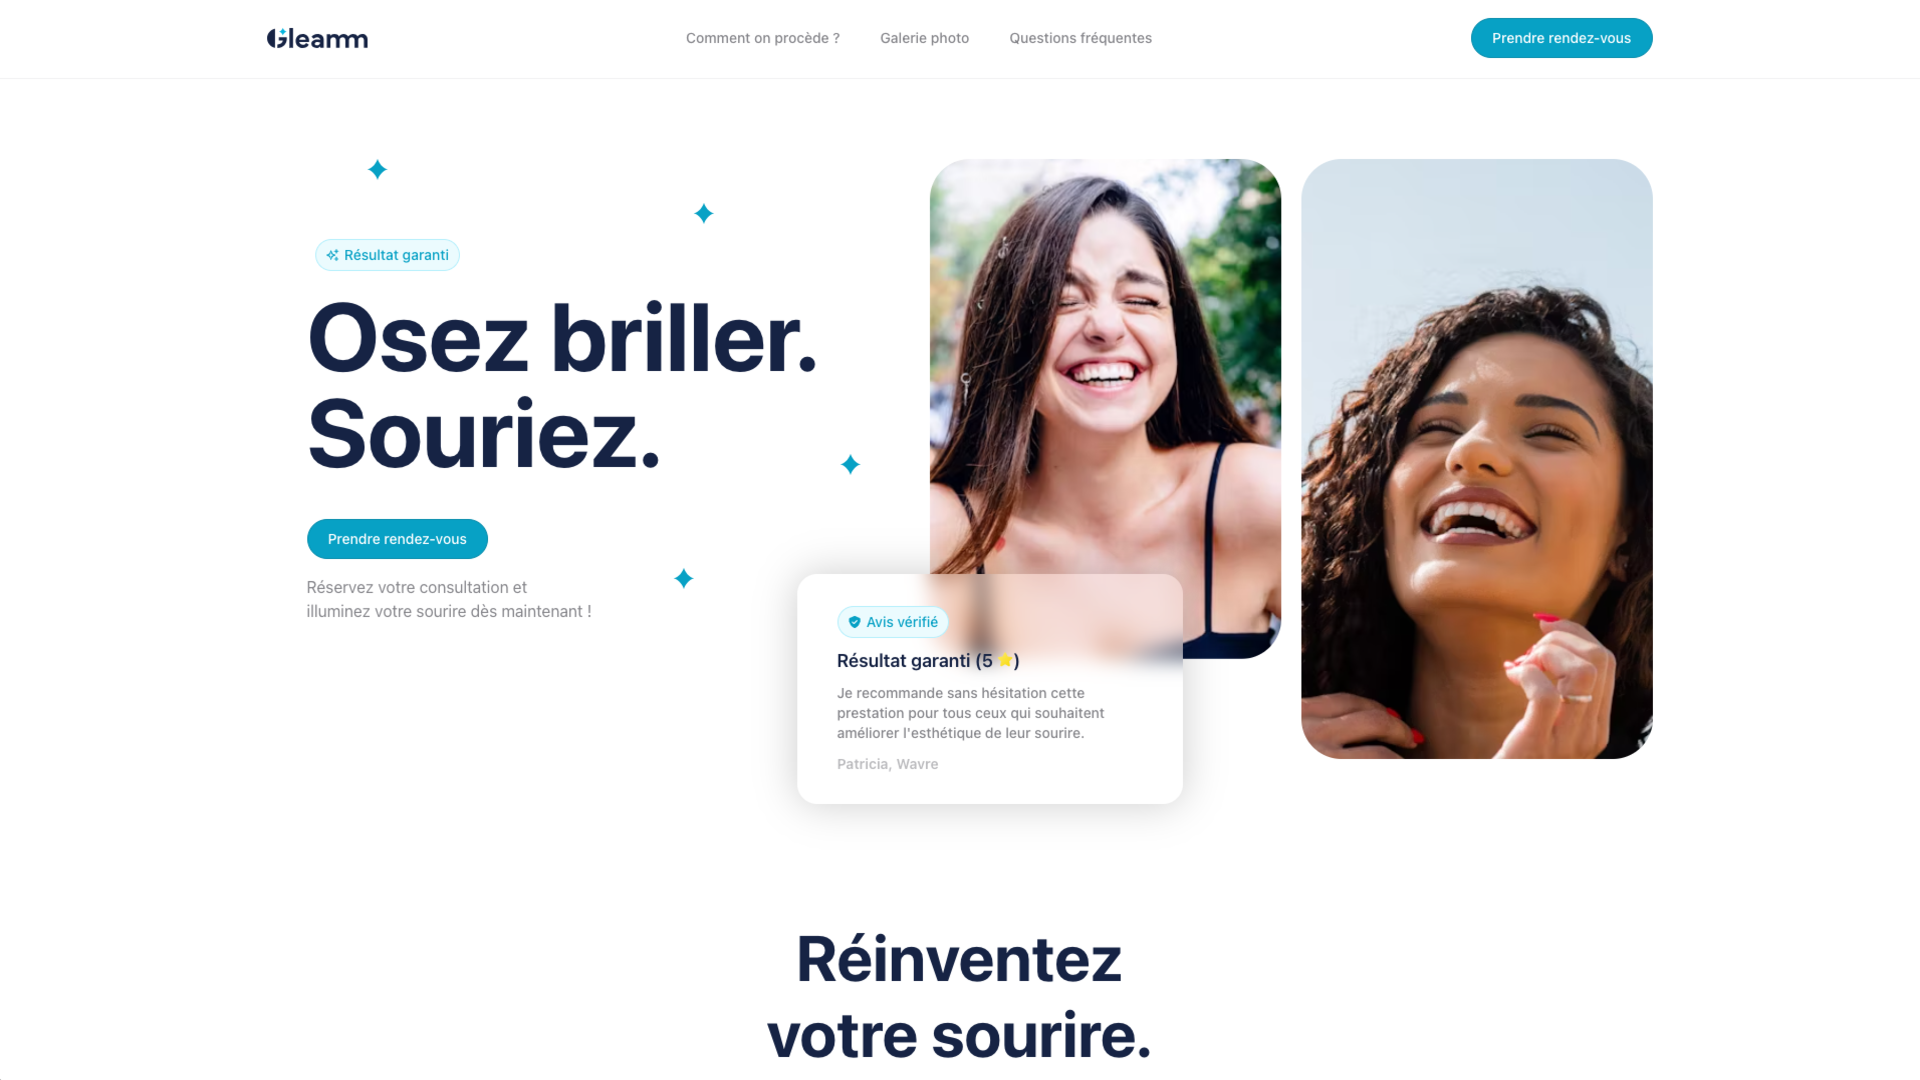 Gleamm
Comment on procède ?
Galerie photo
Questions fréquentes
Prendre rendez-vous
Résultat garanti
Osez briller.
Souriez.
Prendre rendez-vous
Réservez votre consultation et
illuminez votre sourire dès maintenant !
Avis vérifié
Résultat garanti (5⭐)
Je recommande sans hésitation cette
prestation pour tous ceux qui souhaitent
améliorer l'esthétique de leur sourire.
Patricia, Wavre
Réinventez
votre sourire.